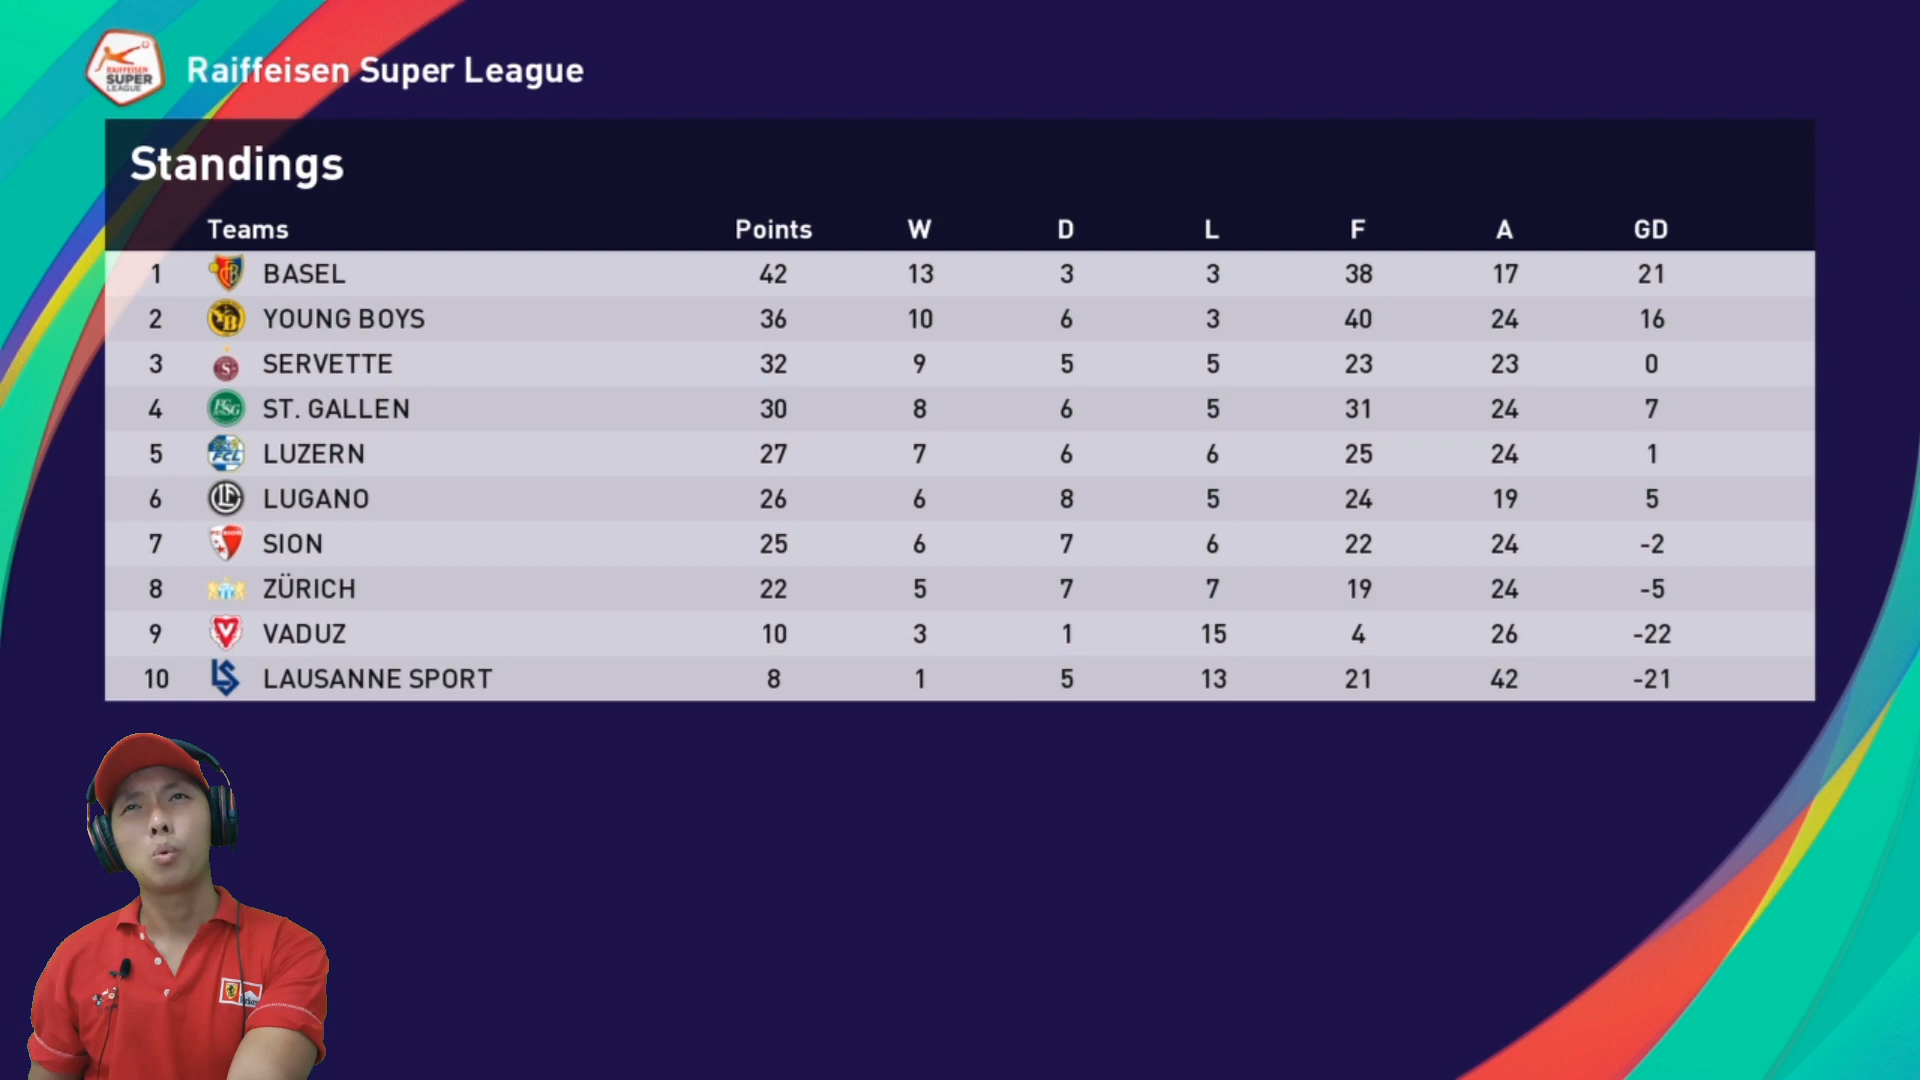 RAIFFEISEN
SUPER
LEAGUE
Raiffeisen Super League
Standings
Teams Points W D L F A GD
1 BASEL 42 13 3 3 38 17 21
2 YOUNG BOYS 36 10 6 3 40 24 16
3 SERVETTE 32 9 5 5 23 23 0
4 ST. GALLEN 30 8 6 5 31 24 7
5 LUZERN 27 7 6 6 25 24 1
6 LUGANO 26 6 8 5 24 19 5
7 SION 25 6 7 6 22 24 -2
8 ZÜRICH 22 5 7 7 19 24 -5
9 VADUZ 10 3 1 15 4 26 -22
10 LAUSANNE SPORT 8 1 5 13 21 42 -21